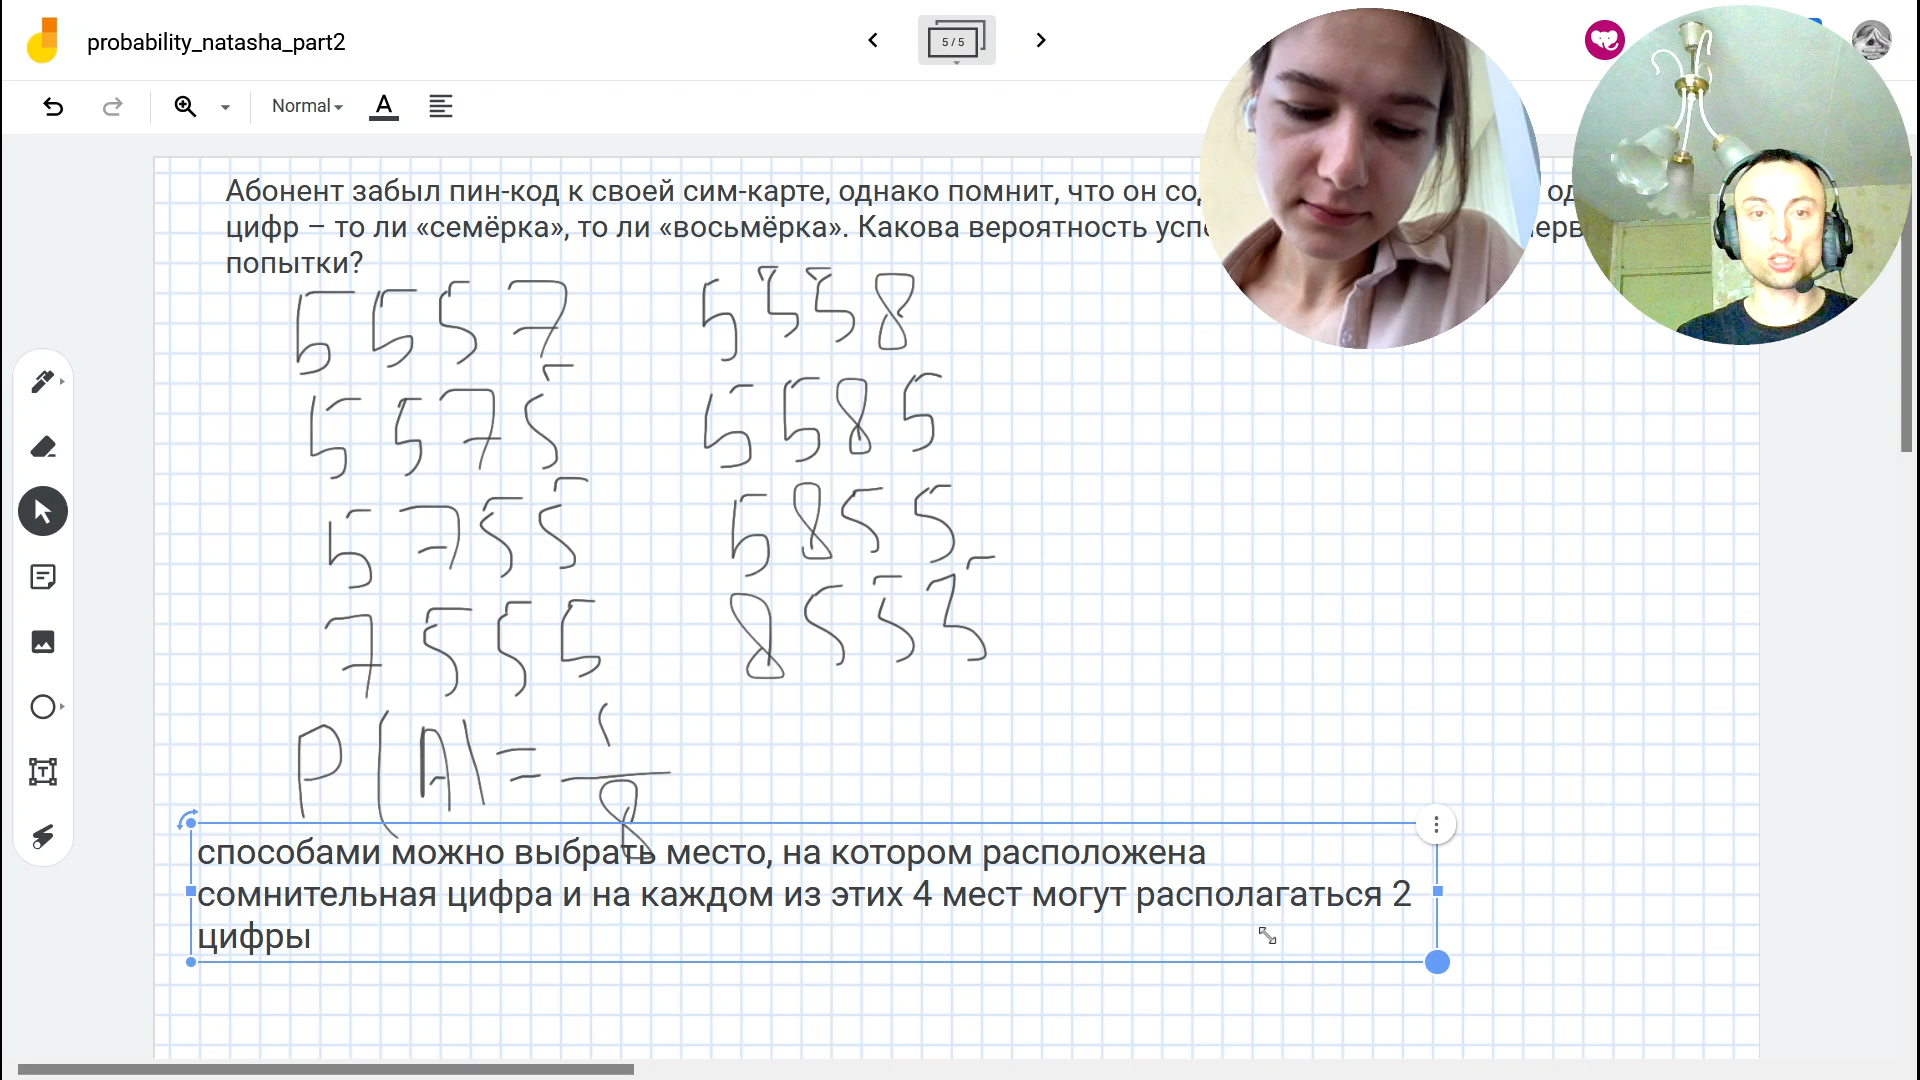 probability_natasha_part2
5 / 5
Normal
A
Абонент забыл пин-код к своей сим-карте, однако помнит, что он
цифр – то ли «семёрка», то ли «восьмёрка». Какова вероятность
попытки?
5557 5558
5575 5585
5755 5855
7555 8555
P(A) = 1/8
способами можно выбрать место, на котором расположена
сомнительная цифра и на каждом из этих 4 мест могут располагаться 2
цифры